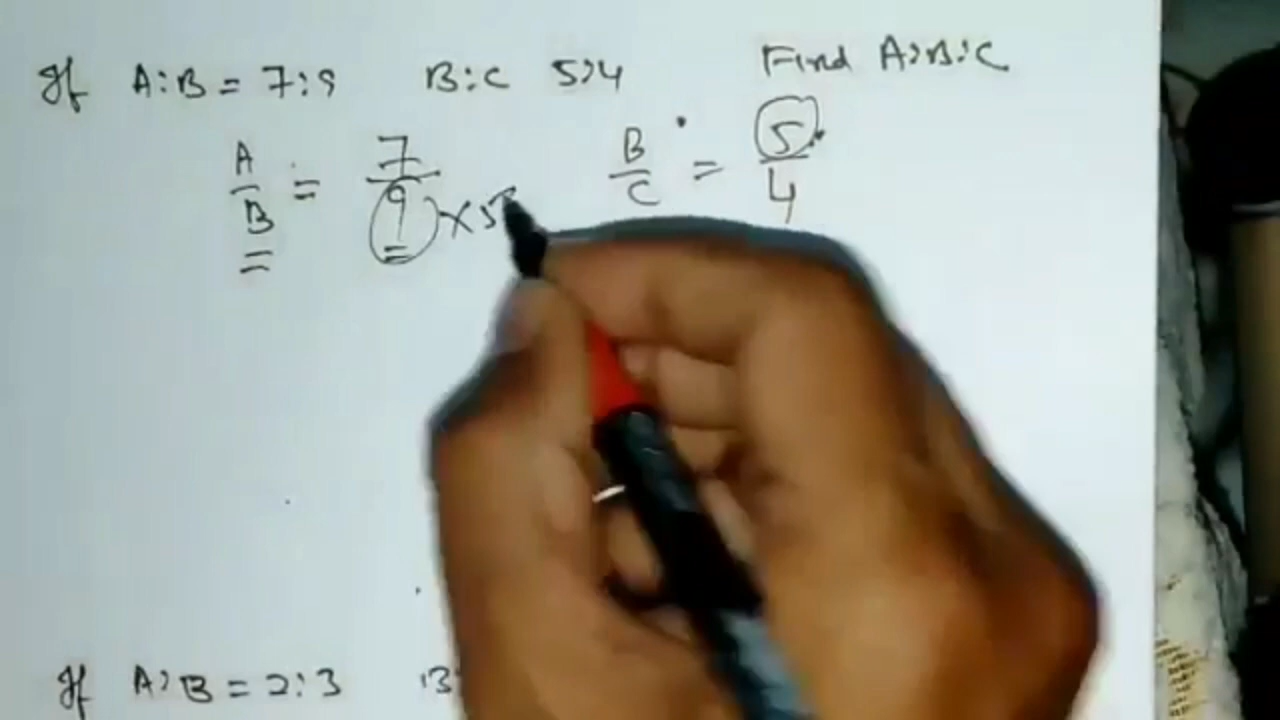 If A:B = 7:9 B:C 5:4 Find A:B:C
A/B = 7/9 × 5 B/C = 5/4
If A:B = 2:3 B: